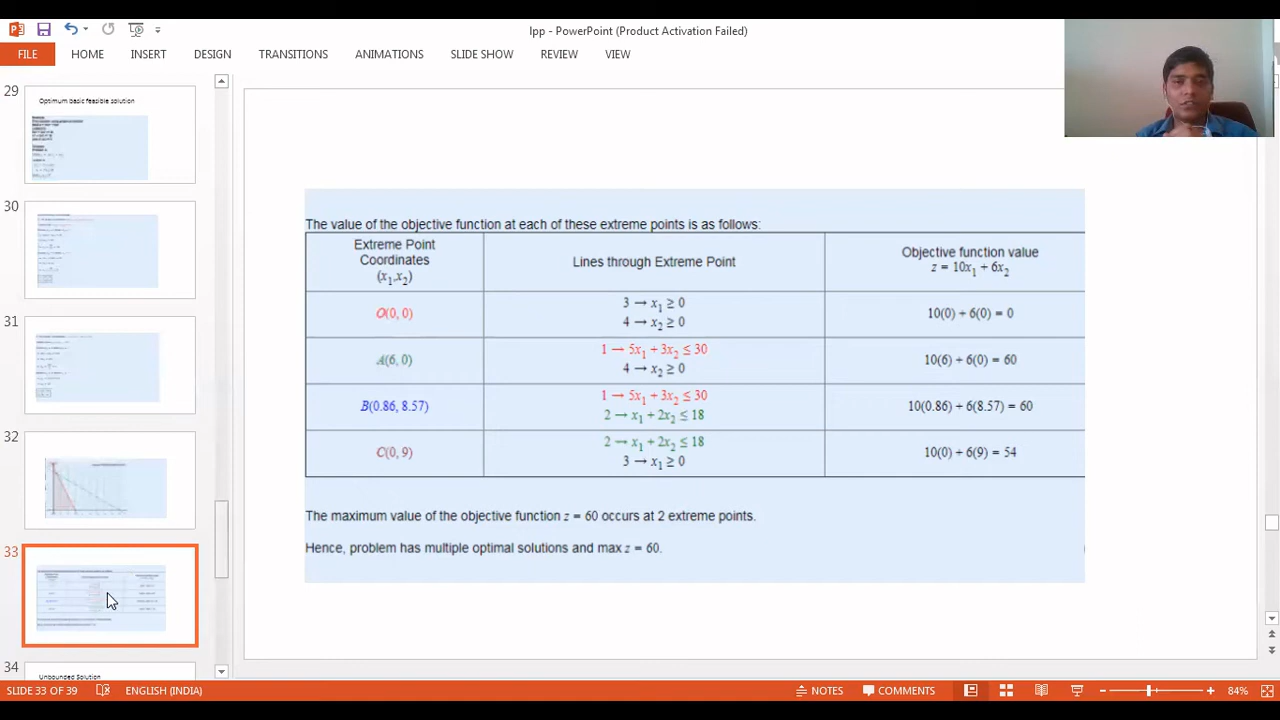 lpp - PowerPoint (Product Activation Failed)
FILE HOME INSERT DESIGN TRANSITIONS ANIMATIONS SLIDE SHOW REVIEW VIEW
29
Optimum basic feasible solution
30
31
32
33
34
Unbounded Solution
The value of the objective function at each of these extreme points is as follows:
Extreme Point
Coordinates
(x₁,x₂)
Lines through Extreme Point
Objective function value
z = 10x₁ + 6x₂
O(0, 0)
3 → x₁ ≥ 0
4 → x₂ ≥ 0
10(0) + 6(0) = 0
A(6, 0)
1 → 5x₁ + 3x₂ ≤ 30
4 → x₂ ≥ 0
10(6) + 6(0) = 60
B(0.86, 8.57)
1 → 5x₁ + 3x₂ ≤ 30
2 → x₁ + 2x₂ ≤ 18
10(0.86) + 6(8.57) = 60
C(0, 9)
2 → x₁ + 2x₂ ≤ 18
3 → x₁ ≥ 0
10(0) + 6(9) = 54
The maximum value of the objective function z = 60 occurs at 2 extreme points.
Hence, problem has multiple optimal solutions and max z = 60.
SLIDE 33 OF 39 ENGLISH (INDIA) NOTES COMMENTS 84%